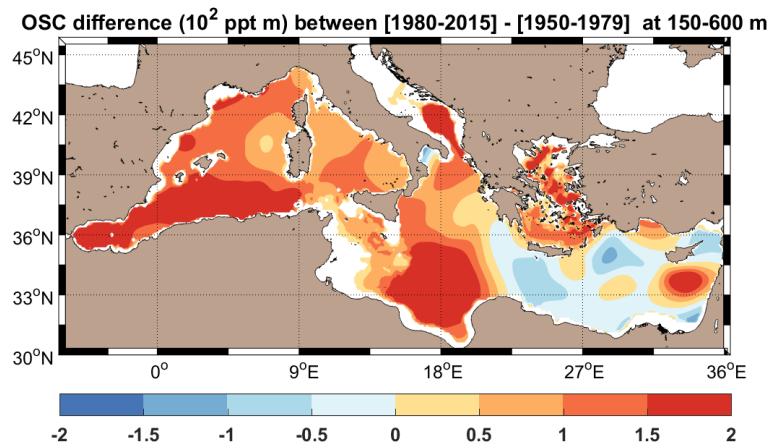 OSC difference (10² ppt m) between [1980-2015] - [1950-1979] at 150-600 m
45°N
42°N
39°N
36°N
33°N
30°N
0° 9°E 18°E 27°E 36°E
-2 -1.5 -1 -0.5 0 0.5 1 1.5 2